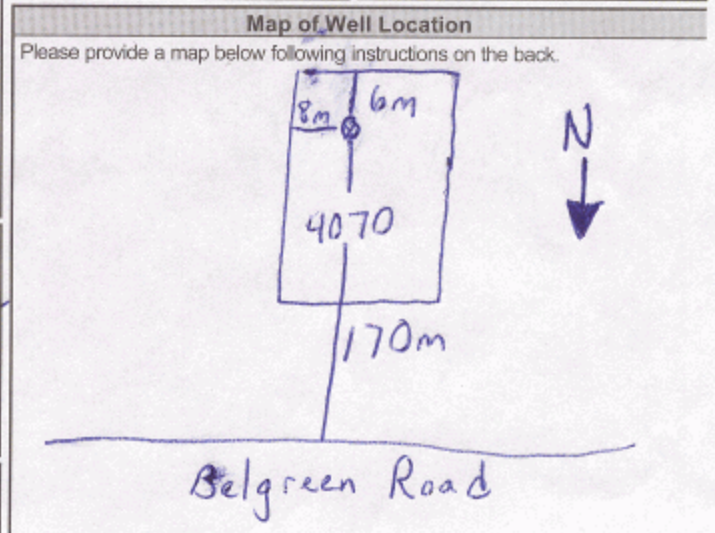 Map of Well Location
Please provide a map below following instructions on the back.
8m
6m
N
4070
170m
Belgreen Road